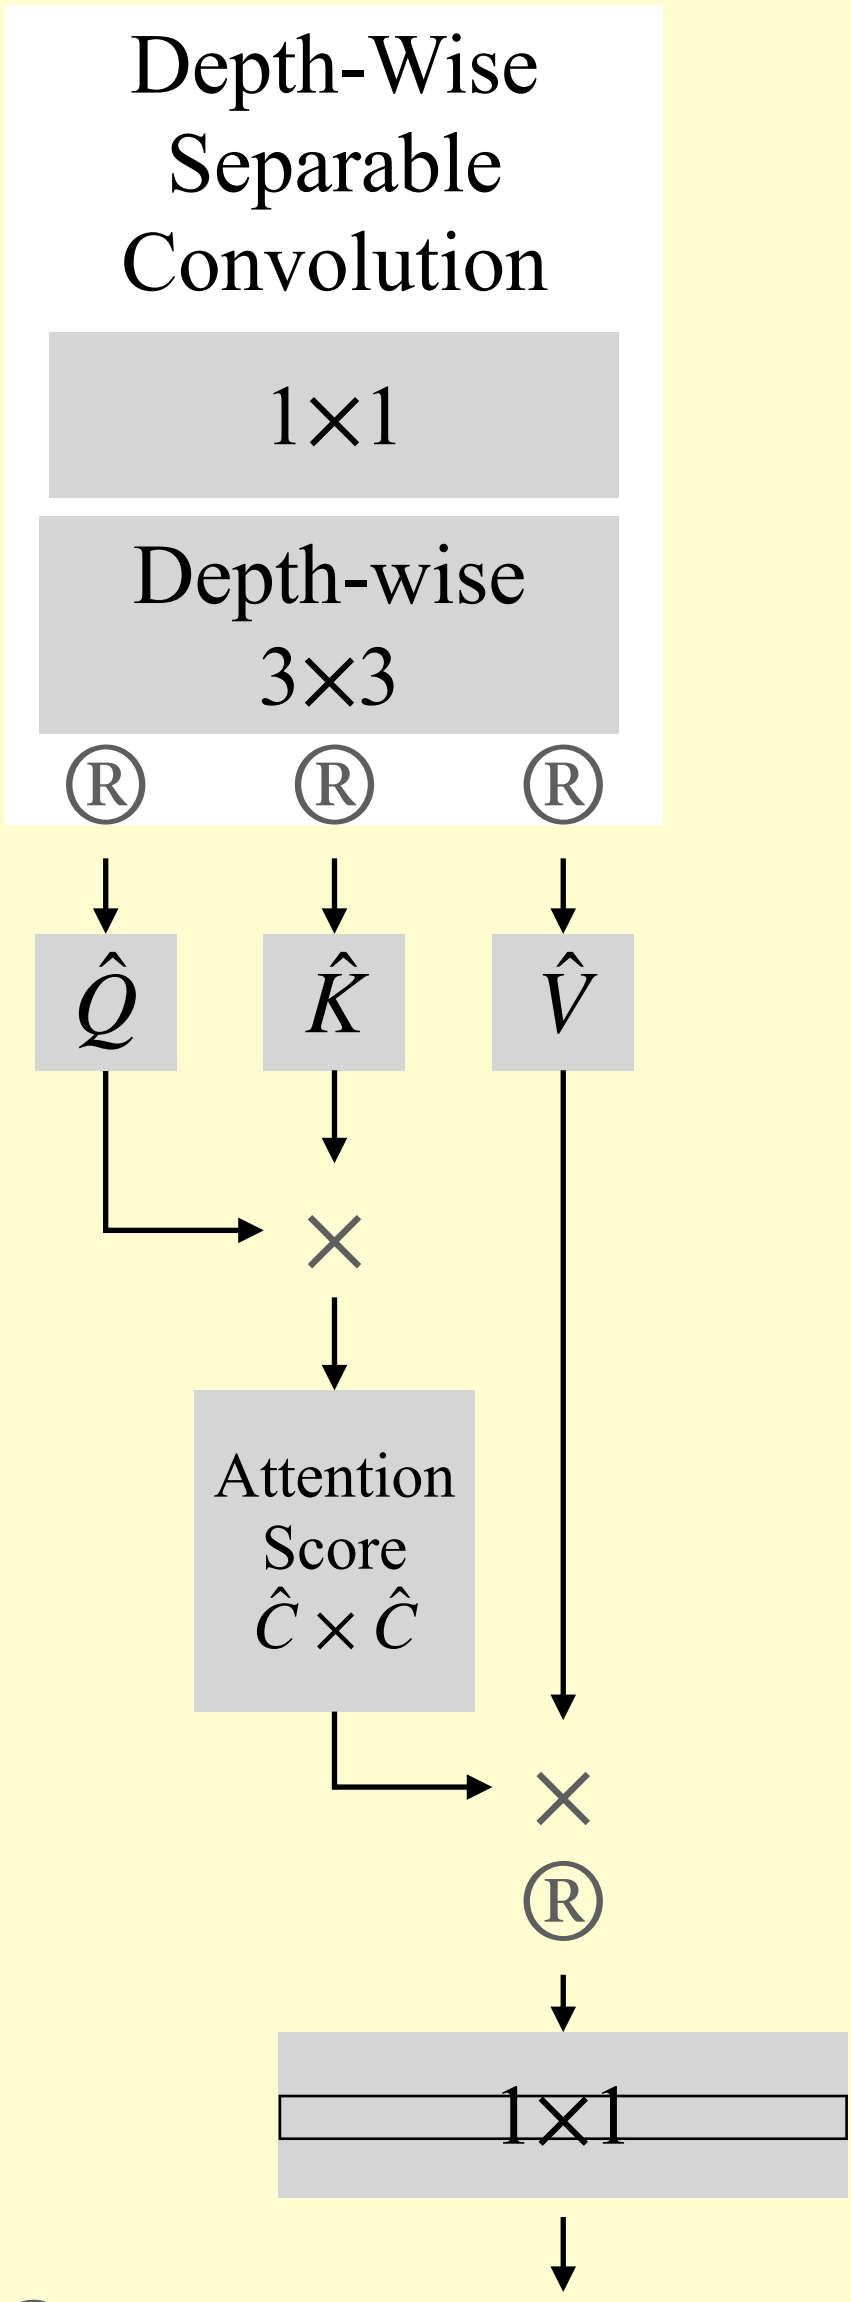 Depth-Wise
Separable
Convolution
1×1
Depth-wise
3×3
® ® ®
Q̂ K̂ V̂
×
Attention
Score
Ĉ × Ĉ
×
®
1×1